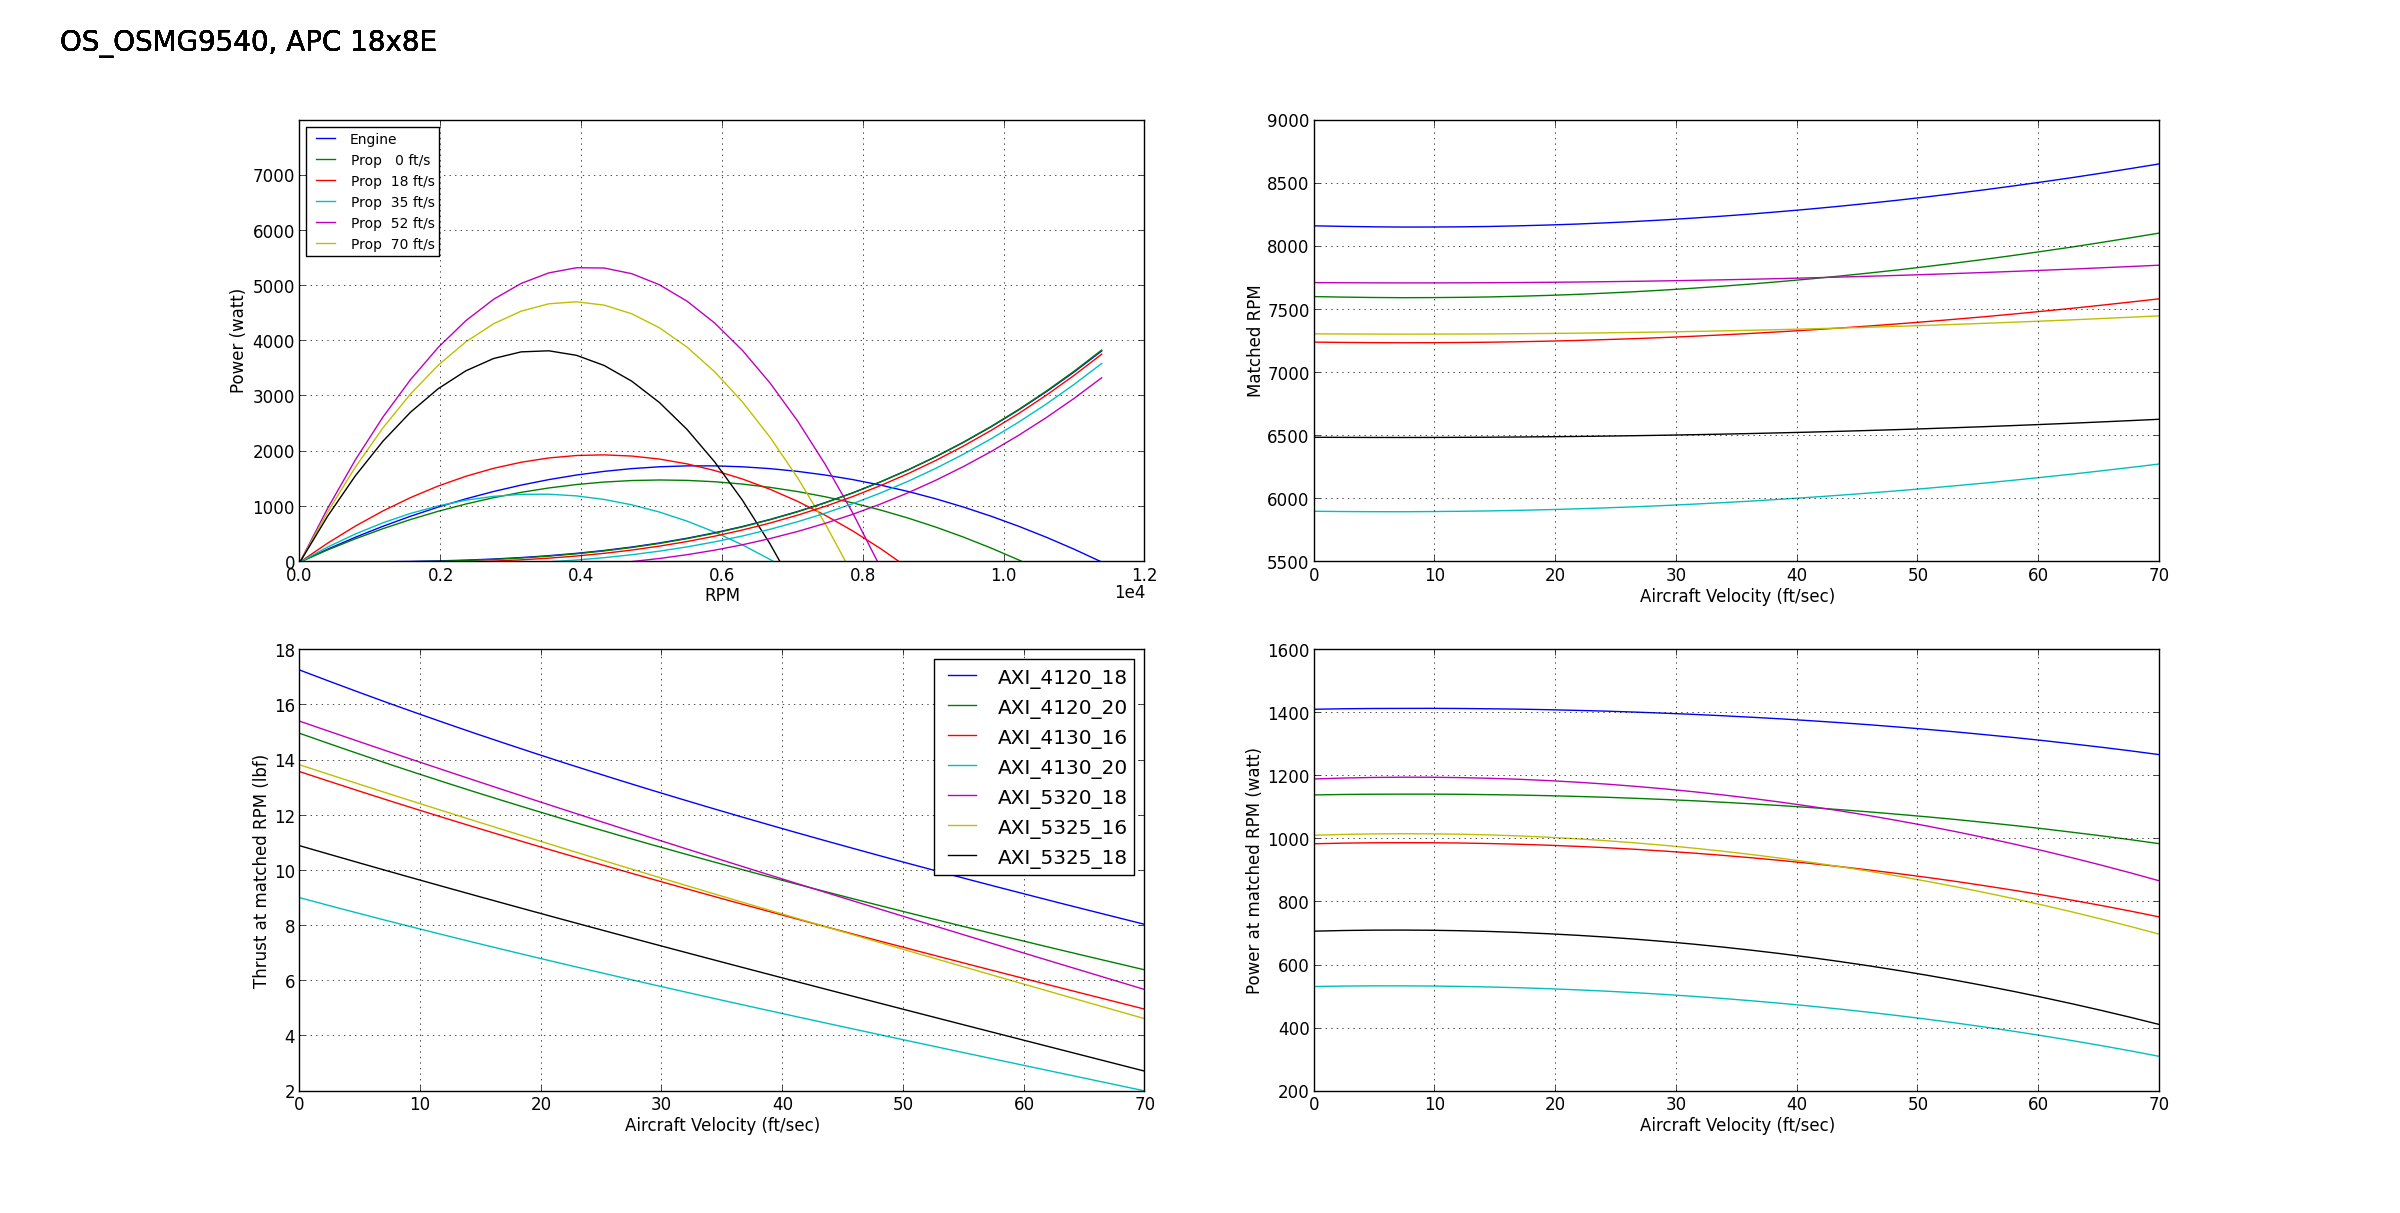 OS_OSMG9540, APC 18x8E
Engine
Prop 0 ft/s
Prop 18 ft/s
Prop 35 ft/s
Prop 52 ft/s
Prop 70 ft/s
Power (watt)
7000
6000
5000
4000
3000
2000
1000
0
0.0 0.2 0.4 0.6 0.8 1.0 1.2
1e4
RPM
Matched RPM
9000
8500
8000
7500
7000
6500
6000
5500
0 10 20 30 40 50 60 70
Aircraft Velocity (ft/sec)
Thrust at matched RPM (lbf)
18
16
14
12
10
8
6
4
2
AXI_4120_18
AXI_4120_20
AXI_4130_16
AXI_4130_20
AXI_5320_18
AXI_5325_16
AXI_5325_18
0 10 20 30 40 50 60 70
Aircraft Velocity (ft/sec)
Power at matched RPM (watt)
1600
1400
1200
1000
800
600
400
200
0 10 20 30 40 50 60 70
Aircraft Velocity (ft/sec)